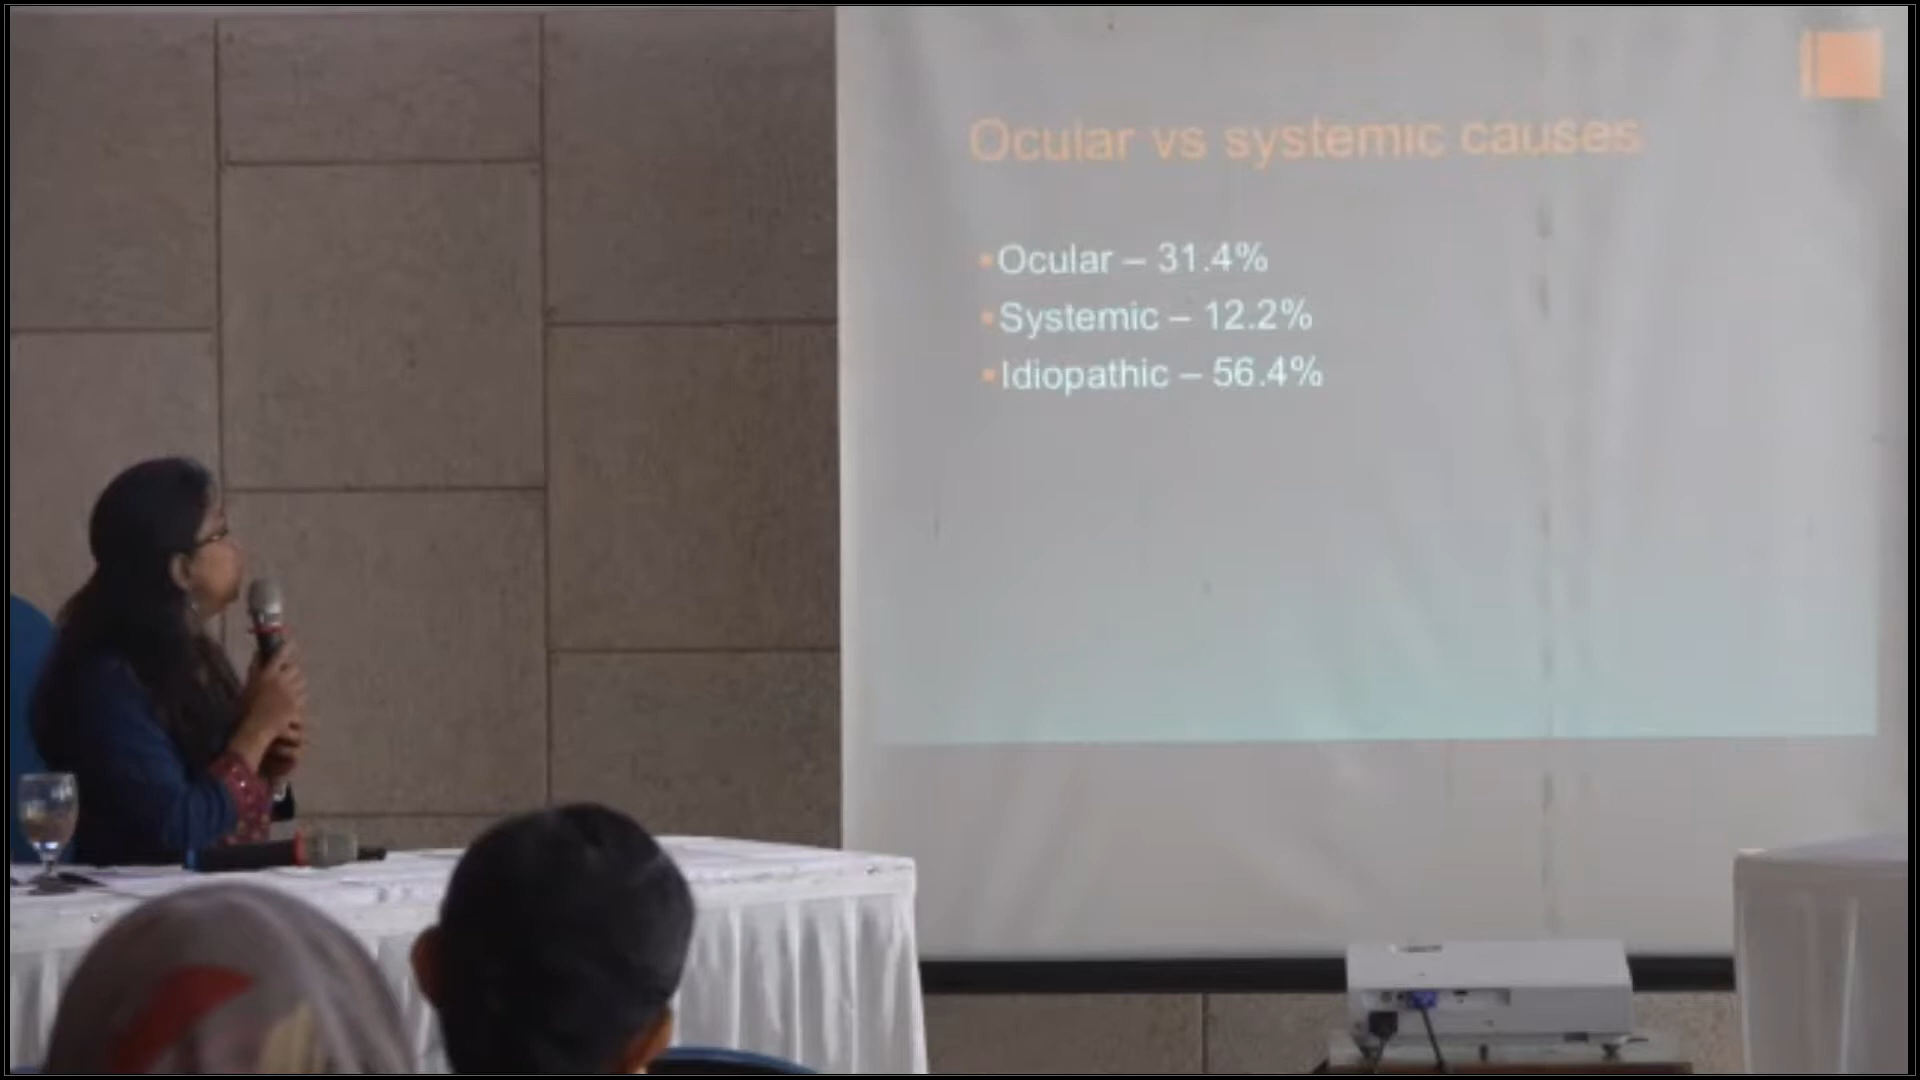 Ocular vs systemic causes
▪Ocular – 31.4%
▪Systemic – 12.2%
▪Idiopathic – 56.4%